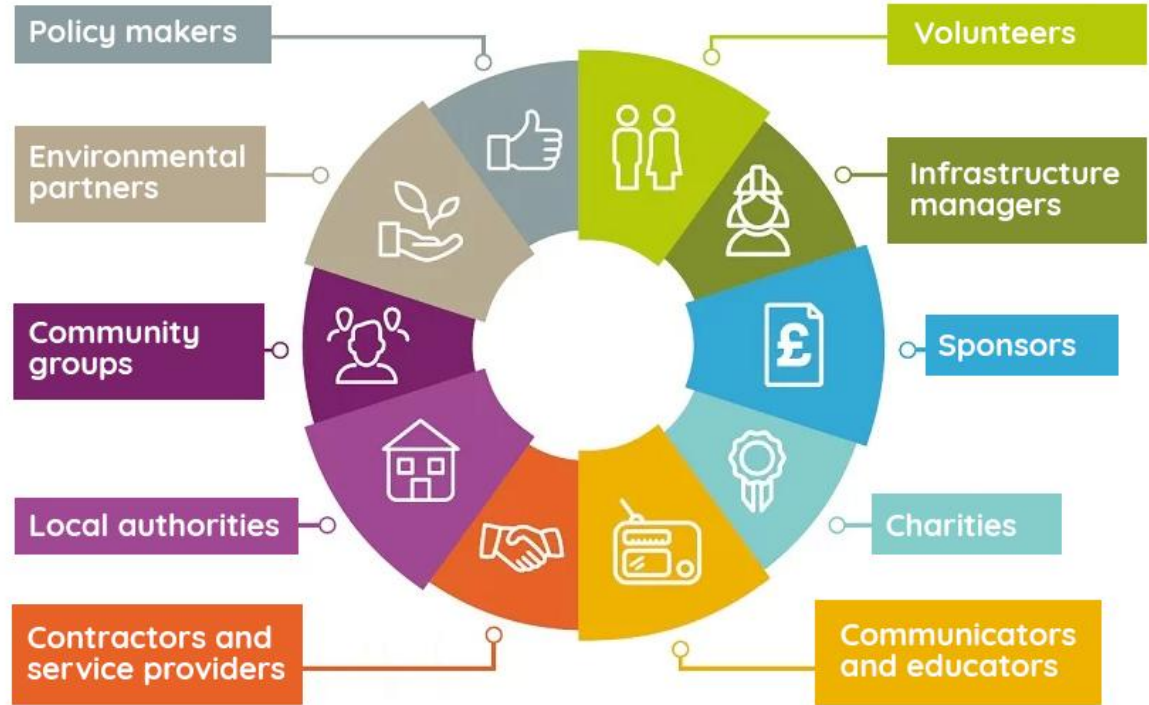 Policy makers
Volunteers
Environmental
partners
Infrastructure
managers
Community
groups
£
Sponsors
Local authorities
Charities
Contractors and
service providers
Communicators
and educators